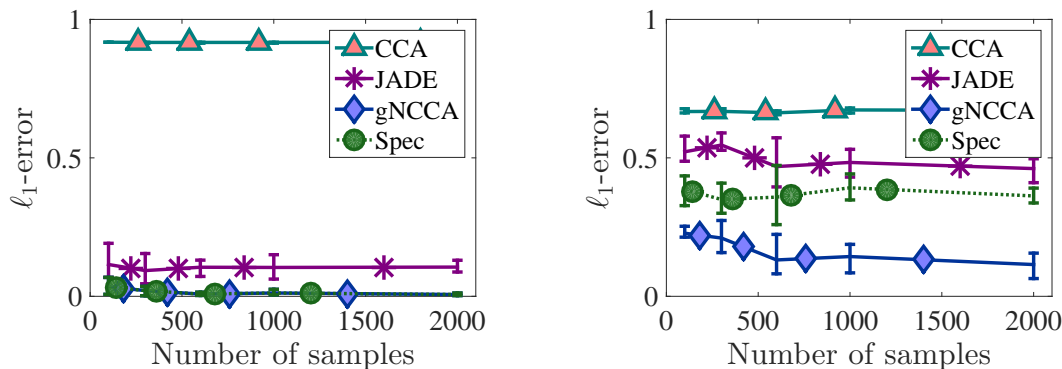 1
0.5
0
ℓ1-error
0 500 1000 1500 2000
Number of samples
CCA
JADE
gNCCA
Spec
1
0.5
0
ℓ1-error
0 500 1000 1500 2000
Number of samples
CCA
JADE
gNCCA
Spec